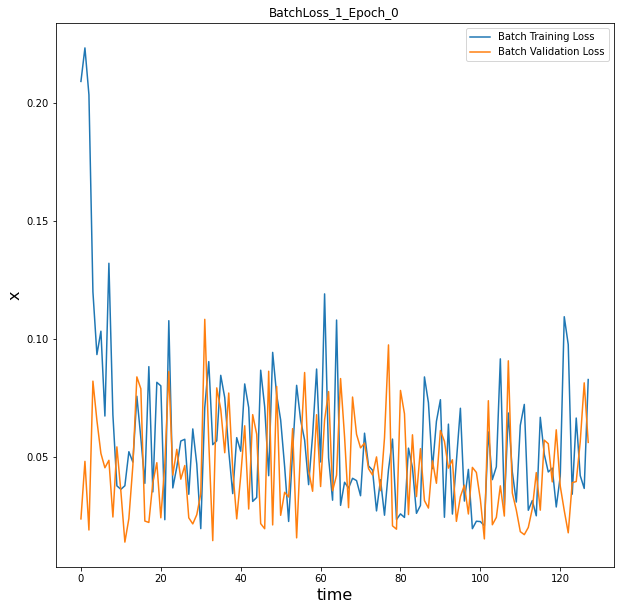 BatchLoss_1_Epoch_0
Batch Training Loss
Batch Validation Loss
0.20
0.15
0.10
0.05
x
0
20
40
60
80
100
120
time